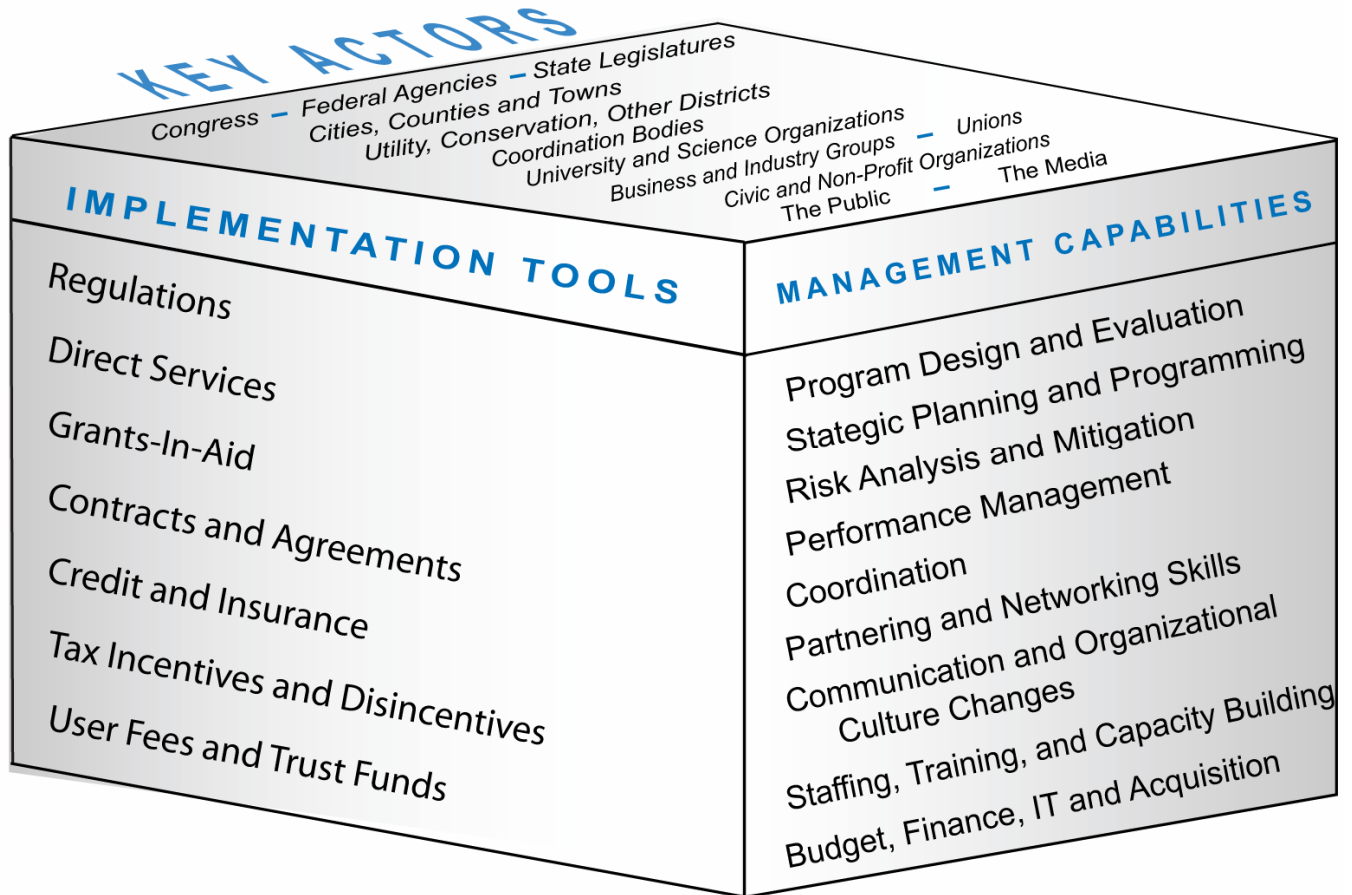 KEY ACTORS
Congress – Federal Agencies – State Legislatures
Cities, Counties and Towns
Utility, Conservation, Other Districts
Coordination Bodies
University and Science Organizations
Business and Industry Groups – Unions
Civic and Non-Profit Organizations
The Public – The Media
IMPLEMENTATION TOOLS
Regulations
Direct Services
Grants-In-Aid
Contracts and Agreements
Credit and Insurance
Tax Incentives and Disincentives
User Fees and Trust Funds
MANAGEMENT CAPABILITIES
Program Design and Evaluation
Stategic Planning and Programming
Risk Analysis and Mitigation
Performance Management
Coordination
Partnering and Networking Skills
Communication and Organizational
Culture Changes
Staffing, Training, and Capacity Building
Budget, Finance, IT and Acquisition